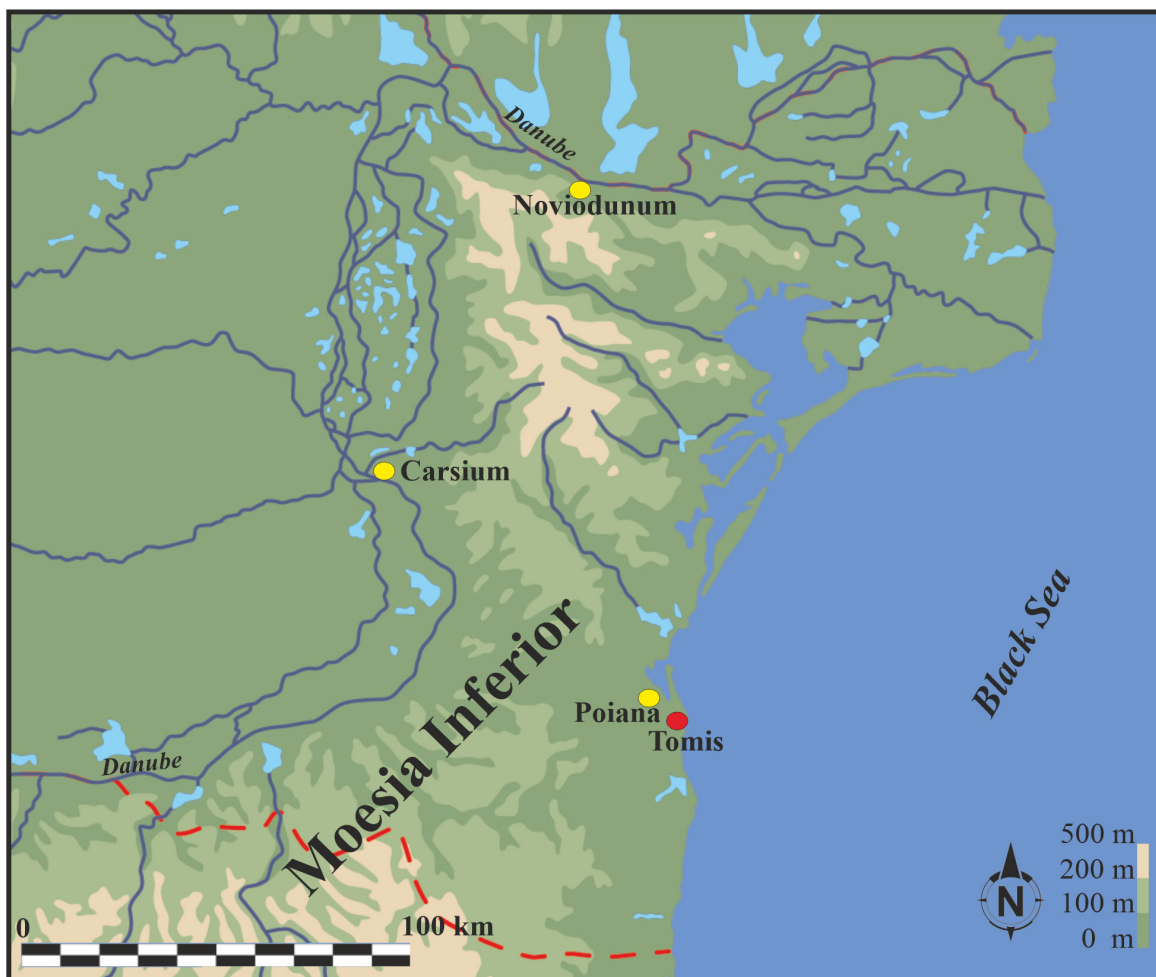 Danube
Noviodunum
Carsium
Black Sea
Moesia Inferior
Poiana
Tomis
Danube
500 m
200 m
100 m
0 m
N
0
100 km